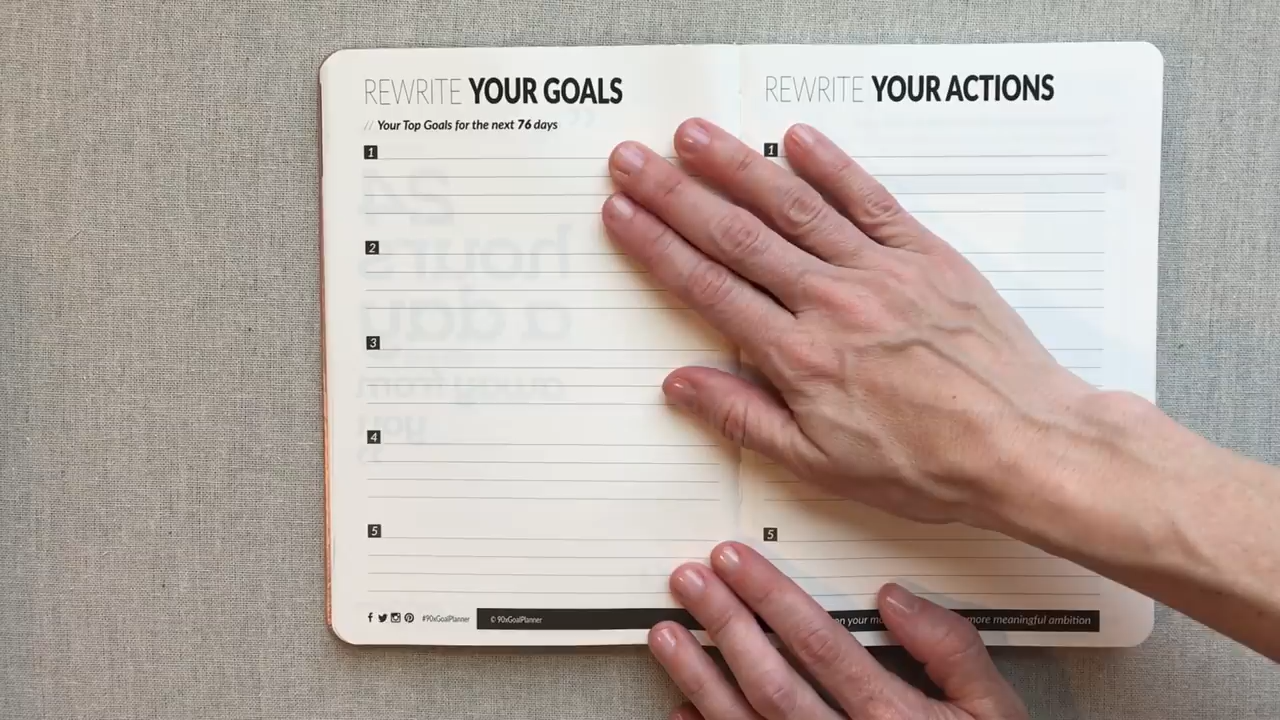 REWRITE YOUR GOALS
// Your Top Goals for the next 76 days
1
2
3
4
5
#90xGoalPlanner
© 90xGoalPlanner
REWRITE YOUR ACTIONS
1
5
your
more meaningful ambition